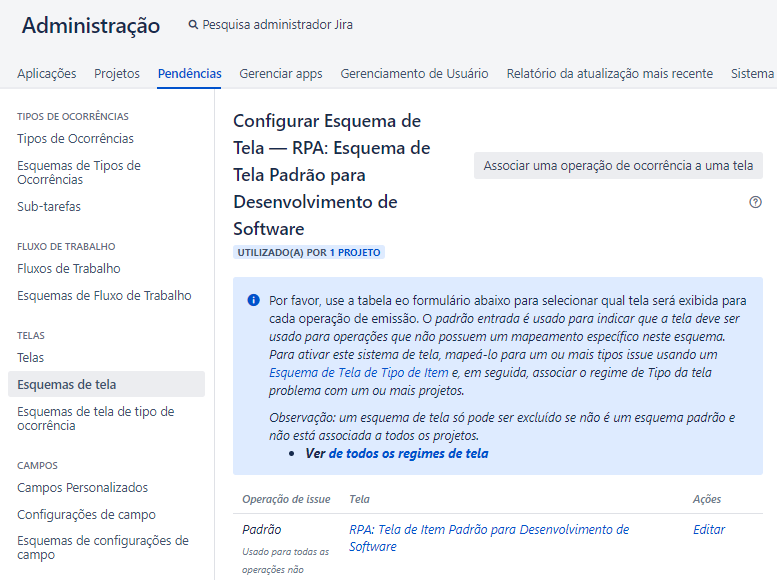 Administração
Pesquisa administrador Jira
Aplicações Projetos Pendências Gerenciar apps Gerenciamento de Usuário Relatório da atualização mais recente Sistema
TIPOS DE OCORRÊNCIAS
Tipos de Ocorrências
Esquemas de Tipos de
Ocorrências
Sub-tarefas
FLUXO DE TRABALHO
Fluxos de Trabalho
Esquemas de Fluxo de Trabalho
TELAS
Telas
Esquemas de tela
Esquemas de tela de tipo de
ocorrência
CAMPOS
Campos Personalizados
Configurações de campo
Esquemas de configurações de
campo
Configurar Esquema de
Tela — RPA: Esquema de
Tela Padrão para
Desenvolvimento de
Software
UTILIZADO(A) POR 1 PROJETO
Associar uma operação de ocorrência a uma tela
Por favor, use a tabela eo formulário abaixo para selecionar qual tela será exibida para
cada operação de emissão. O padrão entrada é usado para indicar que a tela deve ser
usado para operações que não possuem um mapeamento específico neste esquema.
Para ativar este sistema de tela, mapeá-lo para um ou mais tipos issue usando um
Esquema de Tela de Tipo de Item e, em seguida, associar o regime de Tipo da tela
problema com um ou mais projetos.
Observação: um esquema de tela só pode ser excluído se não é um esquema padrão e
não está associada a todos os projetos.
• Ver de todos os regimes de tela
Operação de issue Tela Ações
Padrão RPA: Tela de Item Padrão para Desenvolvimento de Editar
Software
Usado para todas as
operações não